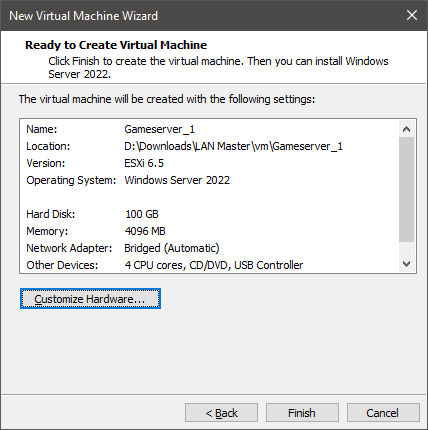 New Virtual Machine Wizard
Ready to Create Virtual Machine
Click Finish to create the virtual machine. Then you can install Windows
Server 2022.
The virtual machine will be created with the following settings:
Name: Gameserver_1
Location: D:\Downloads\LAN Master\vm\Gameserver_1
Version: ESXi 6.5
Operating System: Windows Server 2022
Hard Disk: 100 GB
Memory: 4096 MB
Network Adapter: Bridged (Automatic)
Other Devices: 4 CPU cores, CD/DVD, USB Controller
Customize Hardware...
< Back
Finish
Cancel